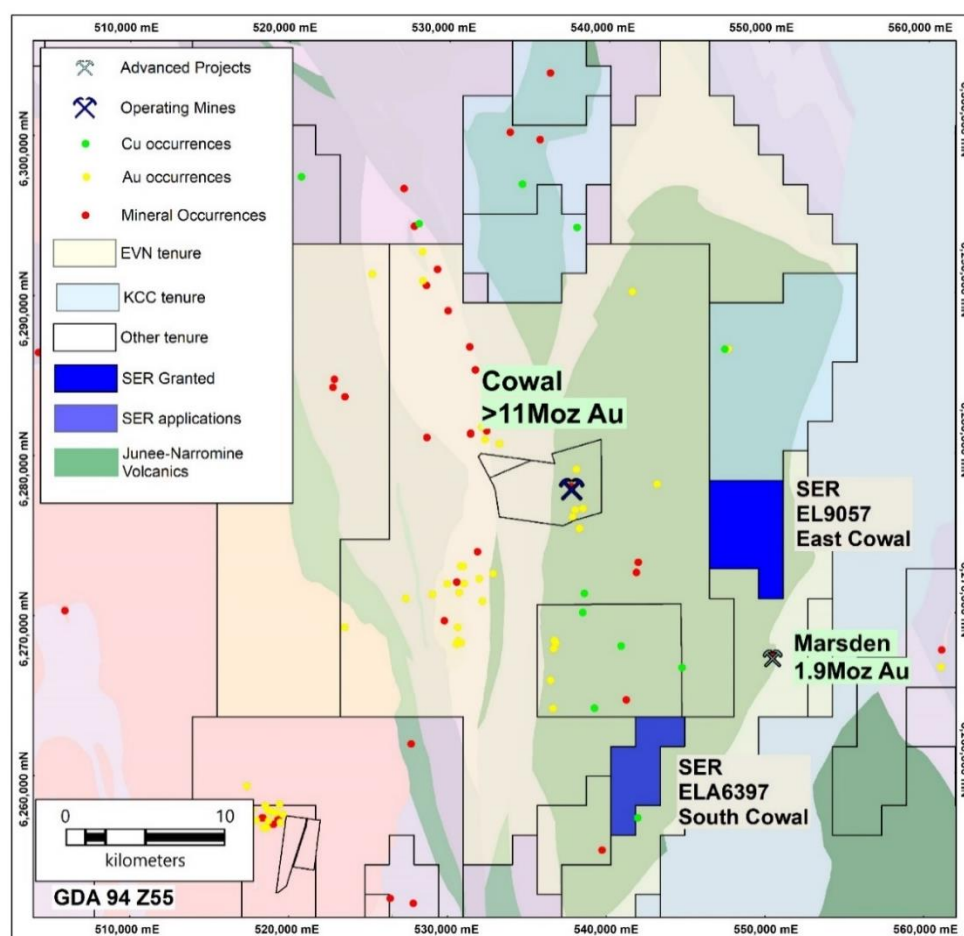 510,000 mE
520,000 mE
530,000 mE
540,000 mE
550,000 mE
560,000 mE
Advanced Projects
Operating Mines
Cu occurrences
Au occurrences
Mineral Occurrences
EVN tenure
KCC tenure
Other tenure
SER Granted
SER applications
Junee-Narromine
Volcanics
6,300,000 mN
6,290,000 mN
6,280,000 mN
6,270,000 mN
6,260,000 mN
Cowal
>11Moz Au
SER
EL9057
East Cowal
Marsden
1.9Moz Au
SER
ELA6397
South Cowal
0 10
kilometers
GDA 94 Z55
510,000 mE
520,000 mE
530,000 mE
540,000 mE
550,000 mE
560,000 mE